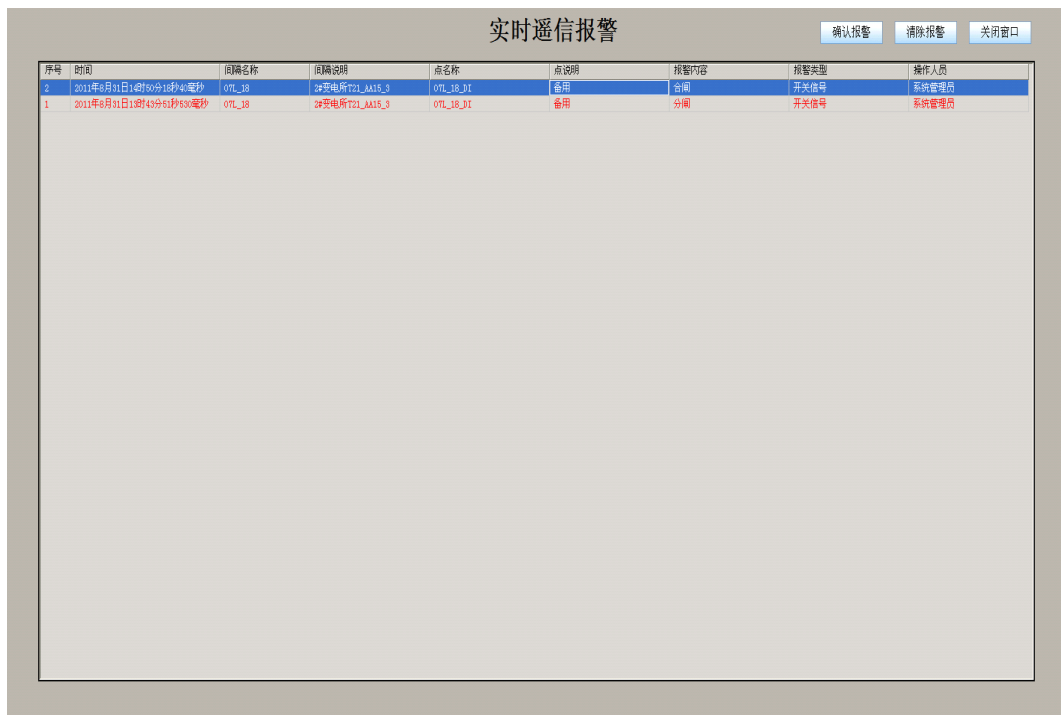 实时遥信报警
确认报警 清除报警 关闭窗口
序号 时间 间隔名称 间隔说明 点名称 点说明 报警内容 报警类型 操作人员
2 2011年8月31日14时50分18秒40毫秒 07L_18 2#变电所T21_AA15_3 07L_18_DI 备用 合闸 开关信号 系统管理员
1 2011年8月31日13时43分51秒530毫秒 07L_18 2#变电所T21_AA15_3 07L_18_DI 备用 分闸 开关信号 系统管理员